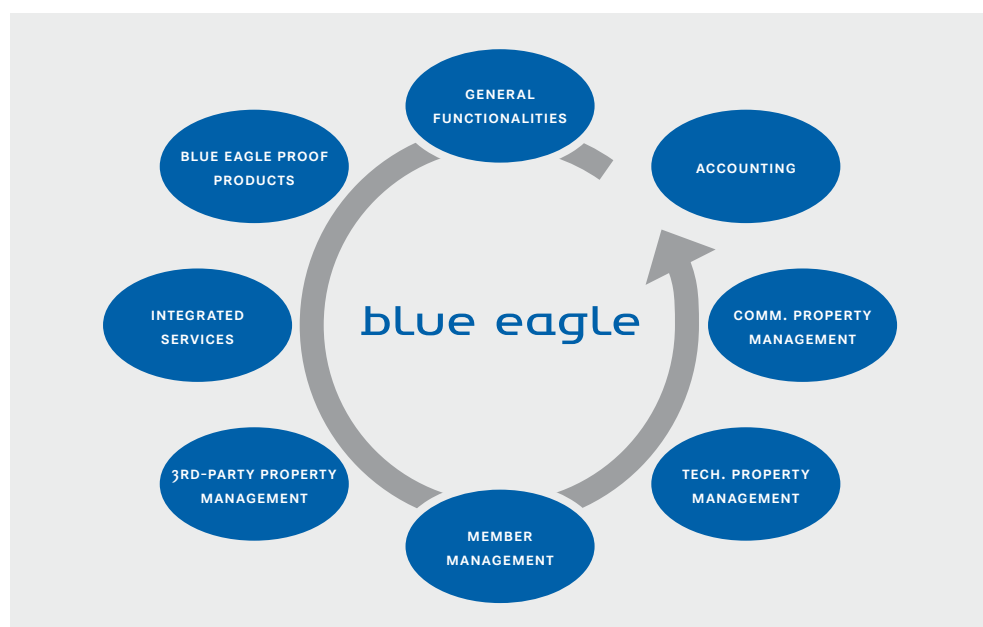 GENERAL
FUNCTIONALITIES
BLUE EAGLE PROOF
PRODUCTS
ACCOUNTING
INTEGRATED
SERVICES
blue eagle
COMM. PROPERTY
MANAGEMENT
3RD-PARTY PROPERTY
MANAGEMENT
TECH. PROPERTY
MANAGEMENT
MEMBER
MANAGEMENT